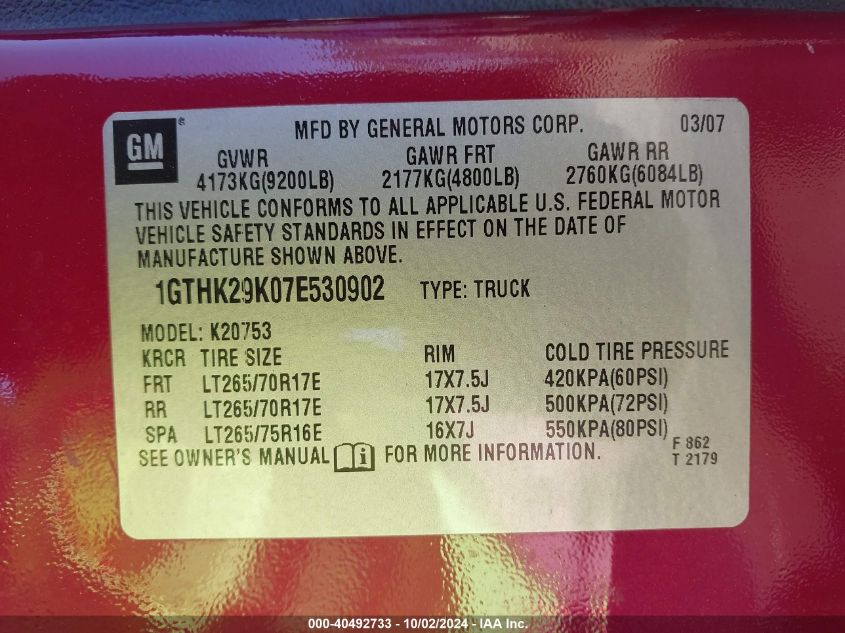 GM ® MFD BY GENERAL MOTORS CORP. 03/07
GVWR GAWR FRT GAWR RR
4173KG(9200LB) 2177KG(4800LB) 2760KG(6084LB)
THIS VEHICLE CONFORMS TO ALL APPLICABLE U.S. FEDERAL MOTOR
VEHICLE SAFETY STANDARDS IN EFFECT ON THE DATE OF
MANUFACTURE SHOWN ABOVE.
1GTHK29K07E530902 TYPE: TRUCK
MODEL: K20753
KRCR TIRE SIZE RIM COLD TIRE PRESSURE
FRT LT265/70R17E 17X7.5J 420KPA(60PSI)
RR LT265/70R17E 17X7.5J 500KPA(72PSI)
SPA LT265/75R16E 16X7J 550KPA(80PSI)
SEE OWNER'S MANUAL i FOR MORE INFORMATION.
F 862
T 2179
000-40492733 - 10/02/2024 - IAA Inc.